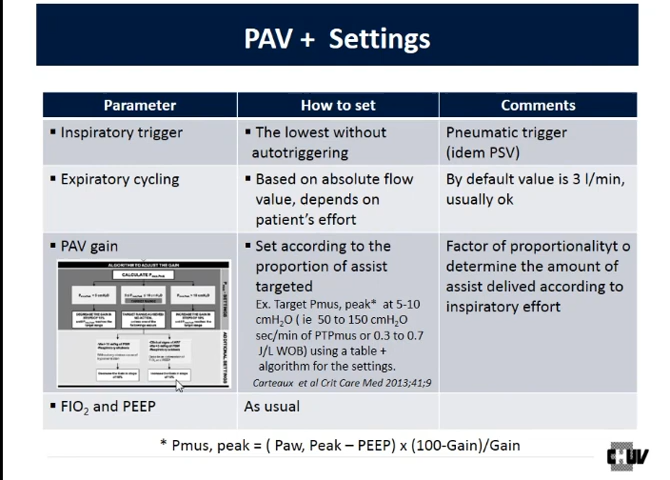 PAV + Settings
Parameter
How to set
Comments
▪ Inspiratory trigger
▪ The lowest without
autotriggering
Pneumatic trigger
(idem PSV)
▪ Expiratory cycling
▪ Based on absolute flow
value, depends on
patient’s effort
By default value is 3 l/min,
usually ok
▪ PAV gain
ALGORITHM TO ADJUST THE GAIN
▪ Set according to the
proportion of assist
targeted
Ex. Target Pmus, peak* at 5-10
cmH₂O ( ie 50 to 150 cmH₂O
sec/min of PTPmus or 0.3 to 0.7
J/L WOB) using a table +
algorithm for the settings.
Carteaux et al Crit Care Med 2013;41;9
Factor of proportionalityt o
determine the amount of
assist delived according to
inspiratory effort
▪ FIO₂ and PEEP
As usual
* Pmus, peak = ( Paw, Peak – PEEP) x (100-Gain)/Gain
CHUV